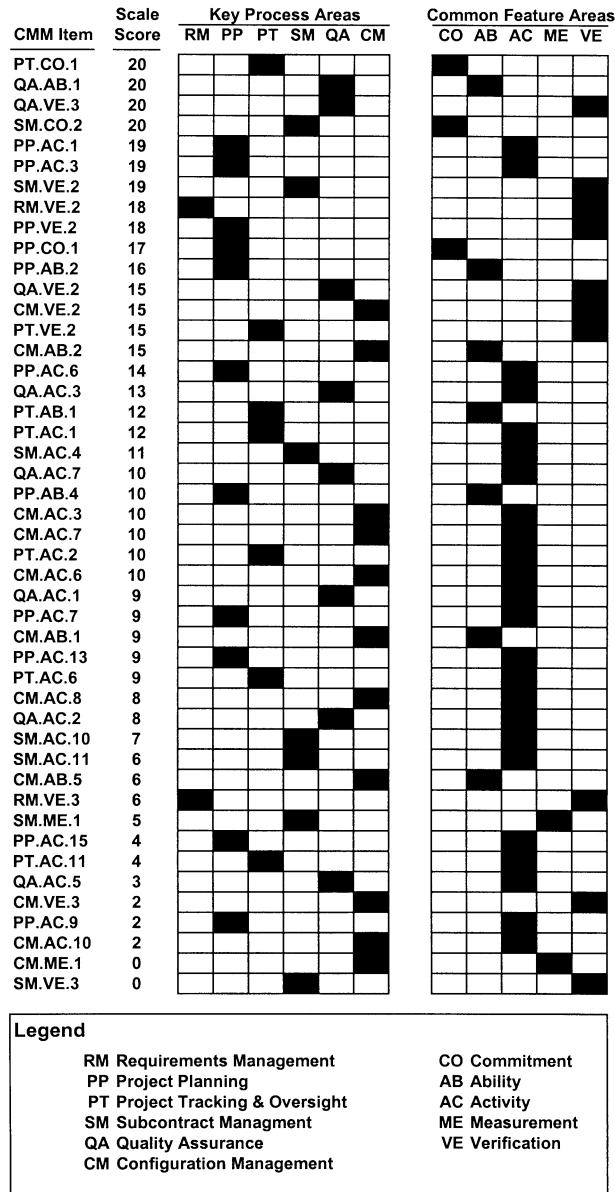 Scale Key Process Areas Common Feature Areas
CMM Item Score RM PP PT SM QA CM CO AB AC ME VE
PT.CO.1 20
QA.AB.1 20
QA.VE.3 20
SM.CO.2 20
PP.AC.1 19
PP.AC.3 19
SM.VE.2 19
RM.VE.2 18
PP.VE.2 18
PP.CO.1 17
PP.AB.2 16
QA.VE.2 15
CM.VE.2 15
PT.VE.2 15
CM.AB.2 15
PP.AC.6 14
QA.AC.3 13
PT.AB.1 12
PT.AC.1 12
SM.AC.4 11
QA.AC.7 10
PP.AB.4 10
CM.AC.3 10
CM.AC.7 10
PT.AC.2 10
CM.AC.6 10
QA.AC.1 9
PP.AC.7 9
CM.AB.1 9
PP.AC.13 9
PT.AC.6 9
CM.AC.8 8
QA.AC.2 8
SM.AC.10 7
SM.AC.11 6
CM.AB.5 6
RM.VE.3 6
SM.ME.1 5
PP.AC.15 4
PT.AC.11 4
QA.AC.5 3
CM.VE.3 2
PP.AC.9 2
CM.AC.10 2
CM.ME.1 0
SM.VE.3 0
Legend
RM Requirements Management CO Commitment
PP Project Planning AB Ability
PT Project Tracking & Oversight AC Activity
SM Subcontract Managment ME Measurement
QA Quality Assurance VE Verification
CM Configuration Management